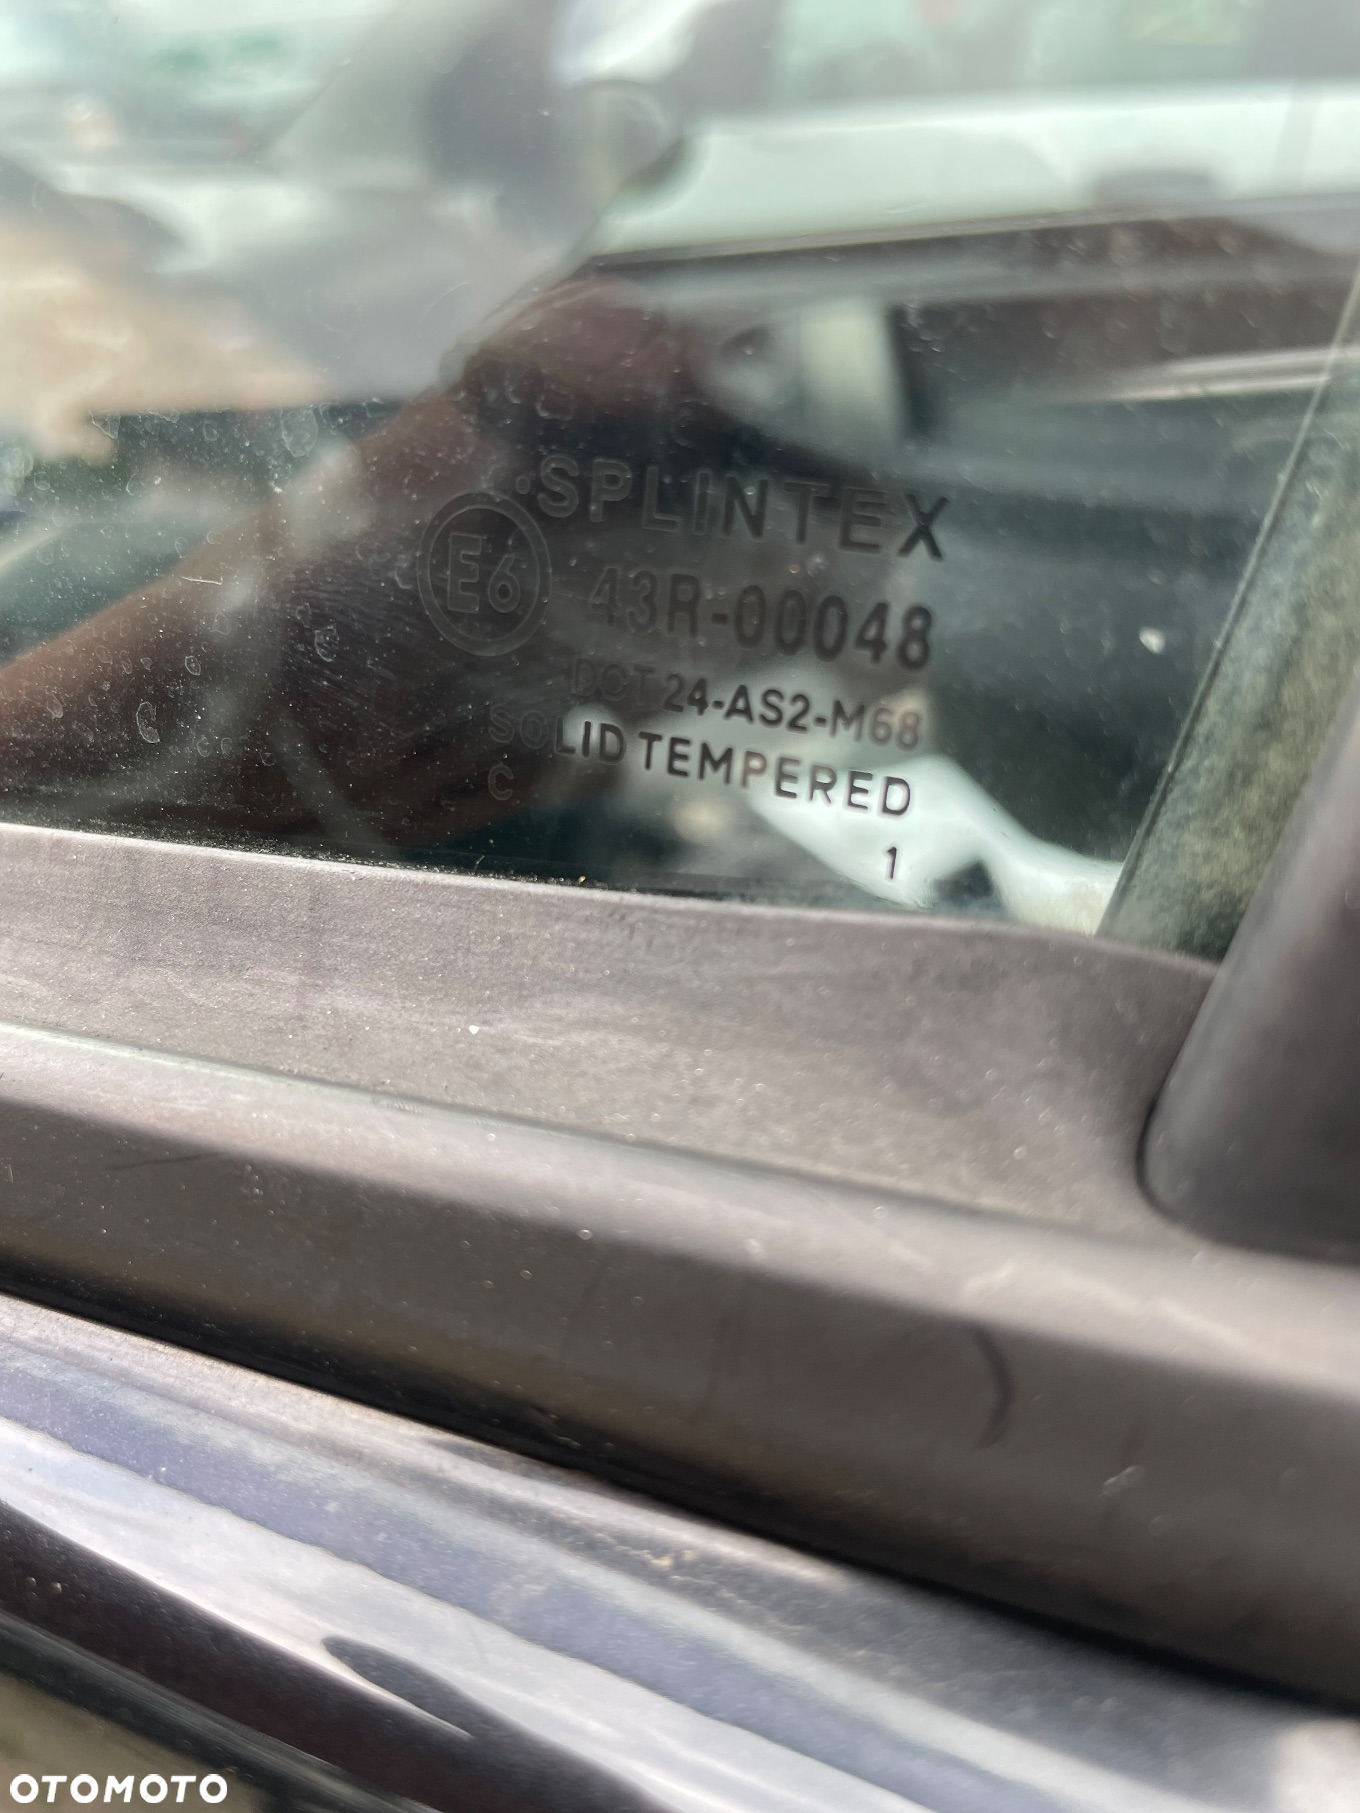 SPLINTEX
E6 43R-00048
DOT 24-AS2-M68
SOLID TEMPERED
C
1
OTOMOTO